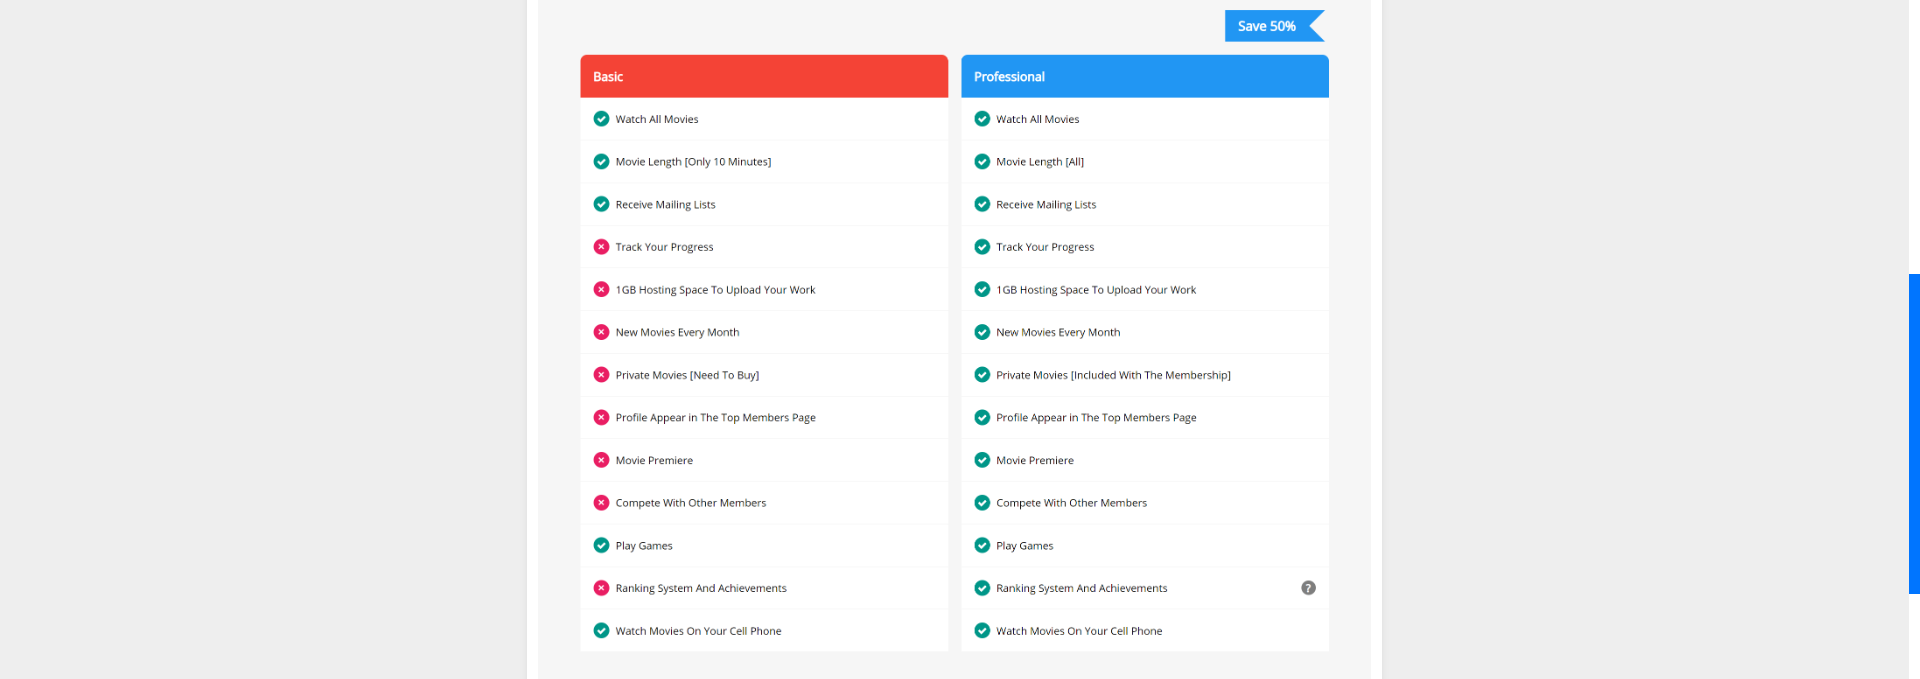 Save 50%
Basic
Watch All Movies
Movie Length [Only 10 Minutes]
Receive Mailing Lists
Track Your Progress
1GB Hosting Space To Upload Your Work
New Movies Every Month
Private Movies [Need To Buy]
Profile Appear in The Top Members Page
Movie Premiere
Compete With Other Members
Play Games
Ranking System And Achievements
Watch Movies On Your Cell Phone
Professional
Watch All Movies
Movie Length [All]
Receive Mailing Lists
Track Your Progress
1GB Hosting Space To Upload Your Work
New Movies Every Month
Private Movies [Included With The Membership]
Profile Appear in The Top Members Page
Movie Premiere
Compete With Other Members
Play Games
Ranking System And Achievements ?
Watch Movies On Your Cell Phone